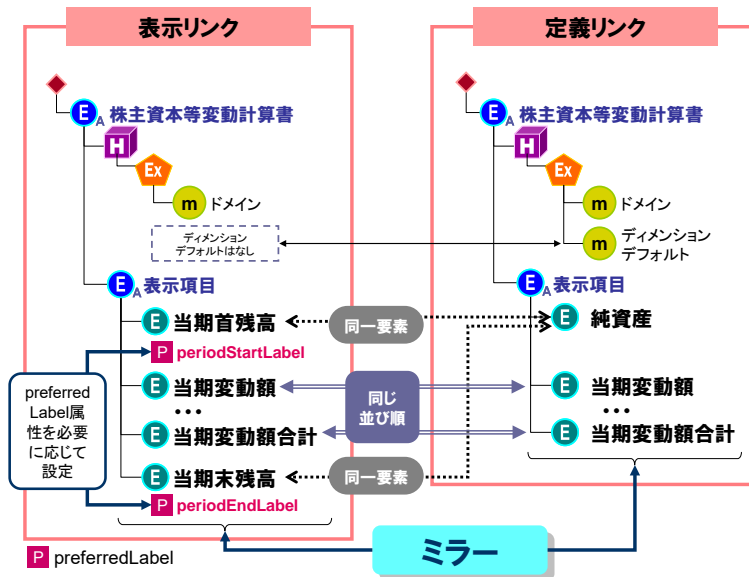 表示リンク
定義リンク
E A 株主資本等変動計算書
H
Ex
m ドメイン
ディメンション
デフォルトはなし
E A 表示項目
E 当期首残高
P periodStartLabel
E 当期変動額
・・・
E 当期変動額合計
E 当期末残高
P periodEndLabel
preferred
Label属
性を必要
に応じて
設定
同一要素
同じ
並び順
同一要素
E A 株主資本等変動計算書
H
Ex
m ドメイン
m ディメンション
デフォルト
E A 表示項目
E 純資産
E 当期変動額
・・・
E 当期変動額合計
ミラー
P preferredLabel